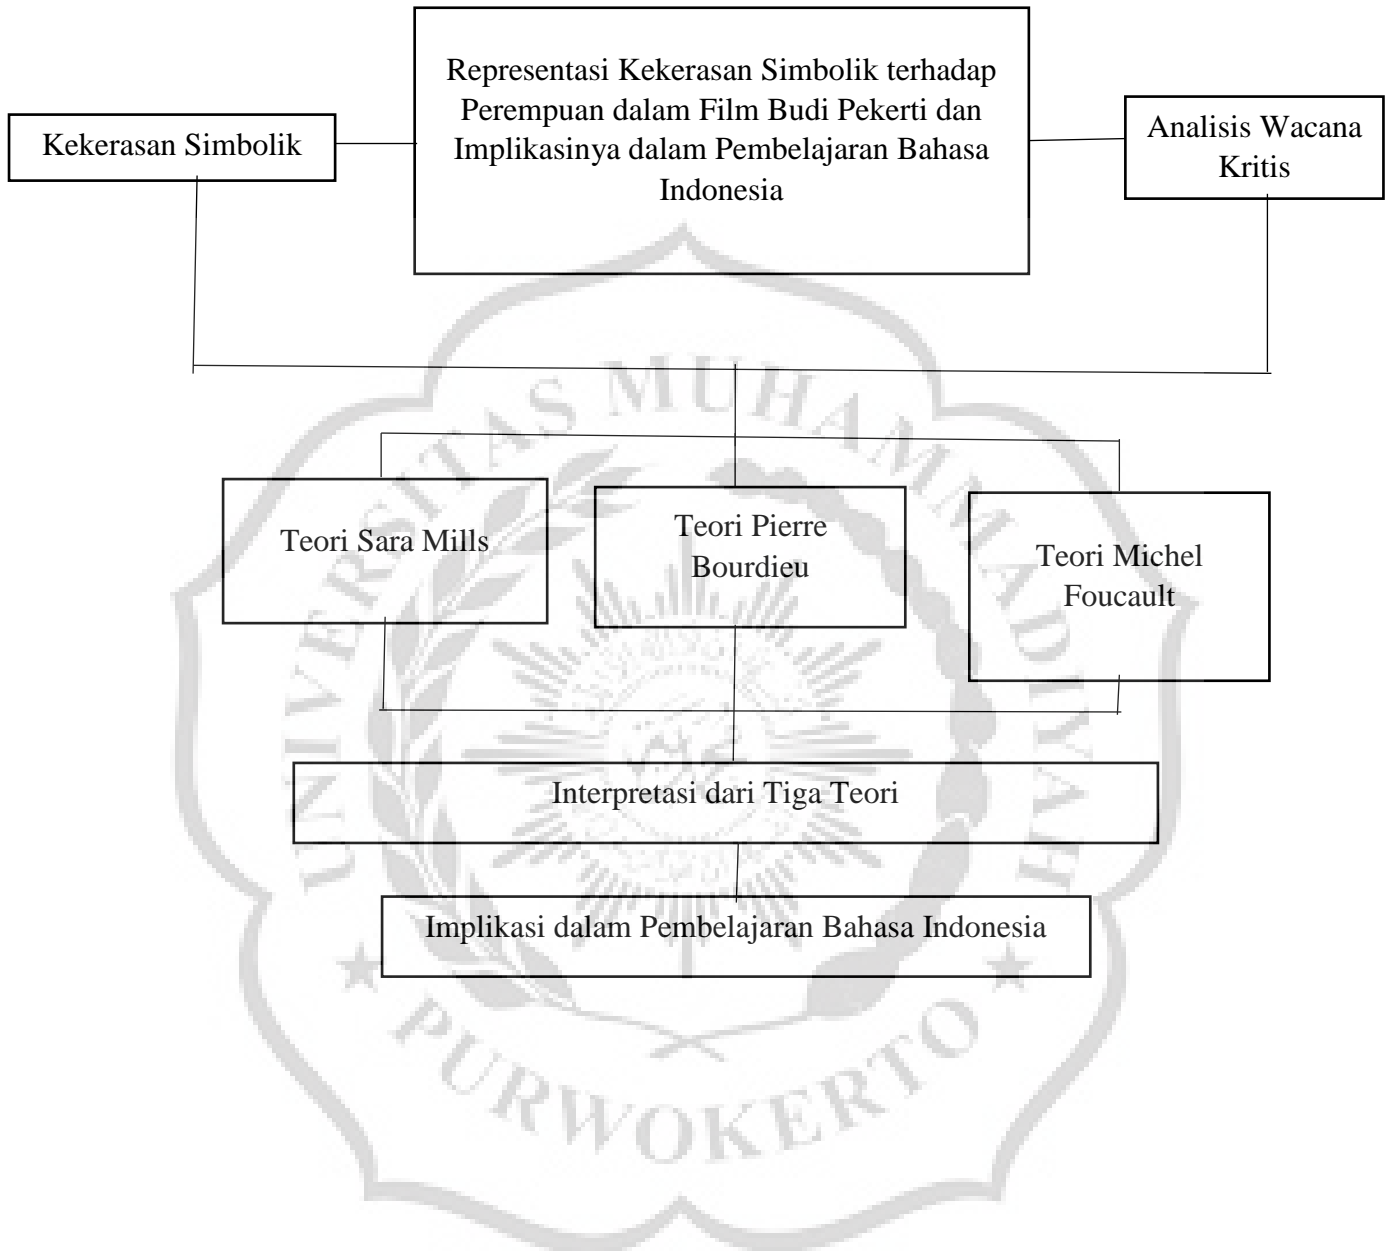 Representasi Kekerasan Simbolik terhadap
Perempuan dalam Film Budi Pekerti dan
Implikasinya dalam Pembelajaran Bahasa
Indonesia
Kekerasan Simbolik
Analisis Wacana
Kritis
Teori Sara Mills
Teori Pierre
Bourdieu
Teori Michel
Foucault
Interpretasi dari Tiga Teori
Implikasi dalam Pembelajaran Bahasa Indonesia
UNIVERSITAS MUHAMMADIYAH
PURWOKERTO